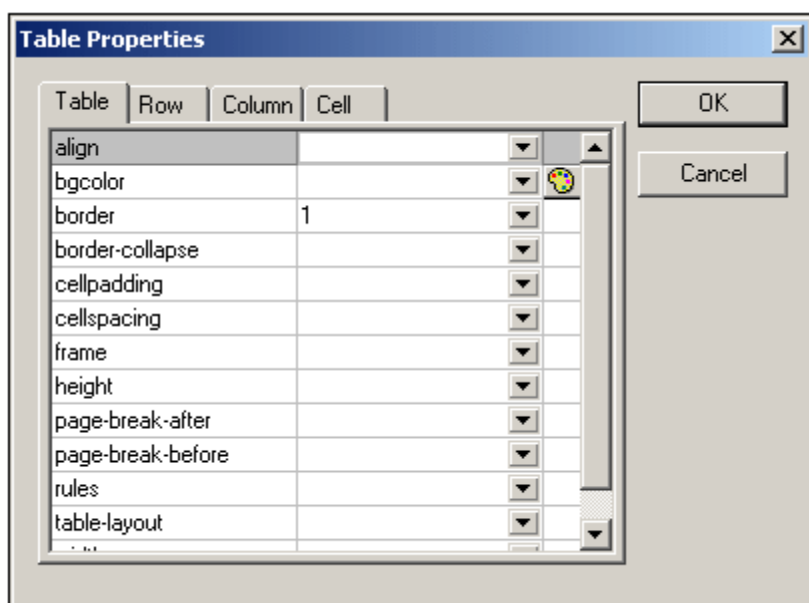 Table Properties
Table Row Column Cell
OK
Cancel
align
bgcolor
border 1
border-collapse
cellpadding
cellspacing
frame
height
page-break-after
page-break-before
rules
table-layout